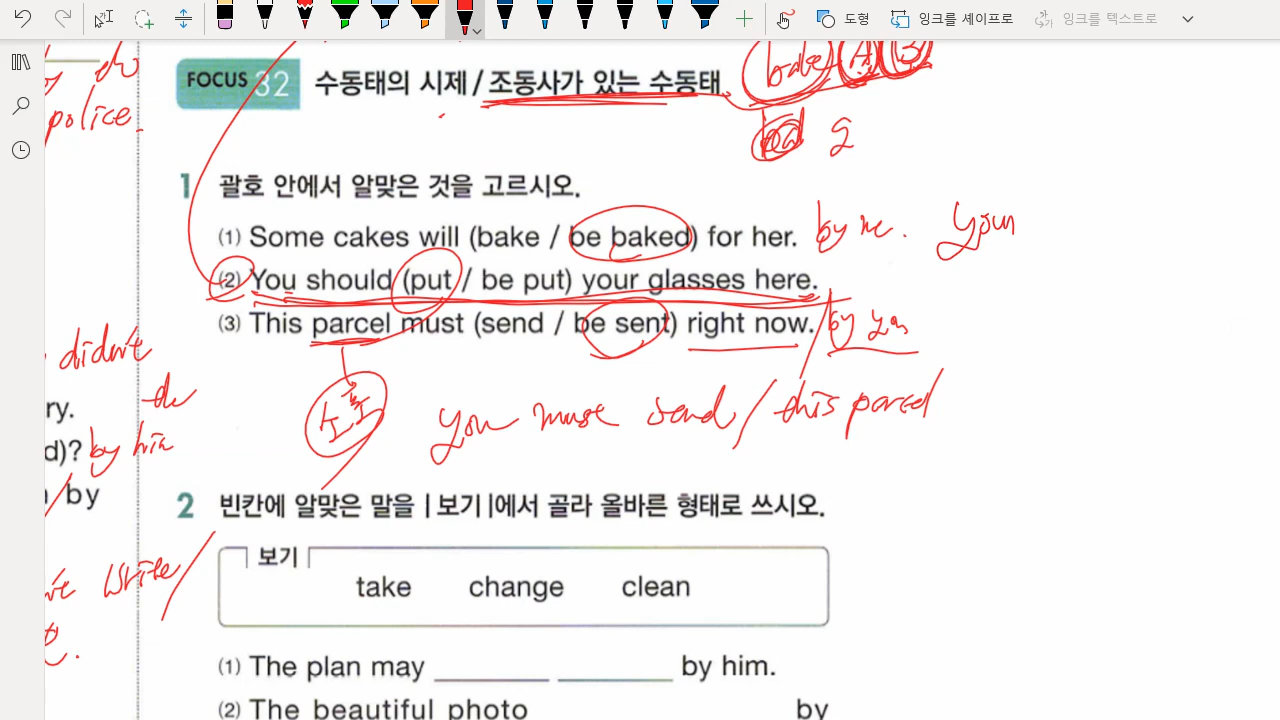 도형
잉크를 셰이프로
잉크를 텍스트로
police.
FOCUS 32 수동태의 시제 / 조동사가 있는 수동태
bake A B
1 괄호 안에서 알맞은 것을 고르시오.
(1) Some cakes will (bake / be baked) for her. by me.
(2) You should (put / be put) your glasses here.
(3) This parcel must (send / be sent) right now. by you
didn't
the
소포
You must send / this parcel
ry.
d)? by him
by
2 빈칸에 알맞은 말을 |보기|에서 골라 올바른 형태로 쓰시오.
write
보기
take change clean
(1) The plan may ________ ________ by him.
(2) The beautiful photo by